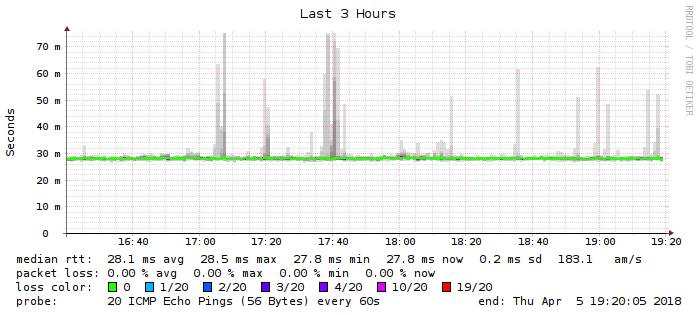 Last 3 Hours
RRDTOOL / TOBI OETIKER
Seconds
70 m
60 m
50 m
40 m
30 m
20 m
10 m
0
16:40 17:00 17:20 17:40 18:00 18:20 18:40 19:00 19:20
median rtt: 28.1 ms avg 28.5 ms max 27.8 ms min 27.8 ms now 0.2 ms sd 183.1 am/s
packet loss: 0.00 % avg 0.00 % max 0.00 % min 0.00 % now
loss color: 0 1/20 2/20 3/20 4/20 10/20 19/20
probe: 20 ICMP Echo Pings (56 Bytes) every 60s end: Thu Apr 5 19:20:05 2018